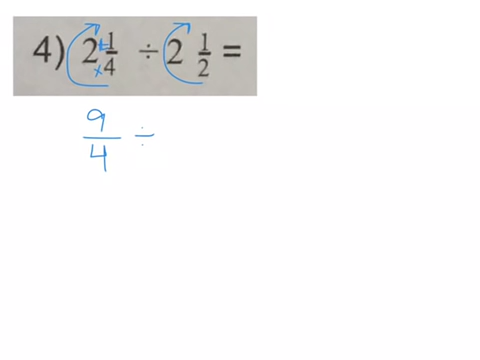 4) 2 1/4 ÷ 2 1/2 =
+
×
9/4 ÷